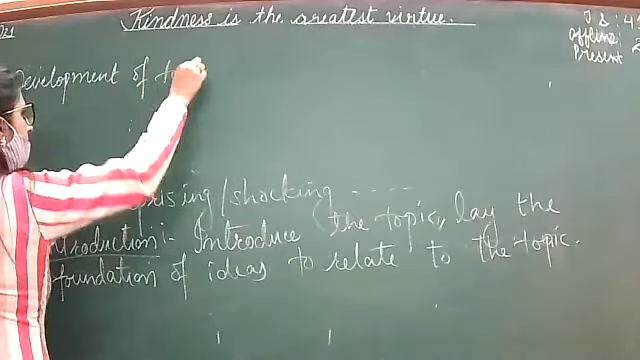 Kindness is the greatest virtue.
Offline
Present
Development of
rising/shocking ----
Introduction:- Introduce the topic, lay the
foundation of ideas to relate to the topic.